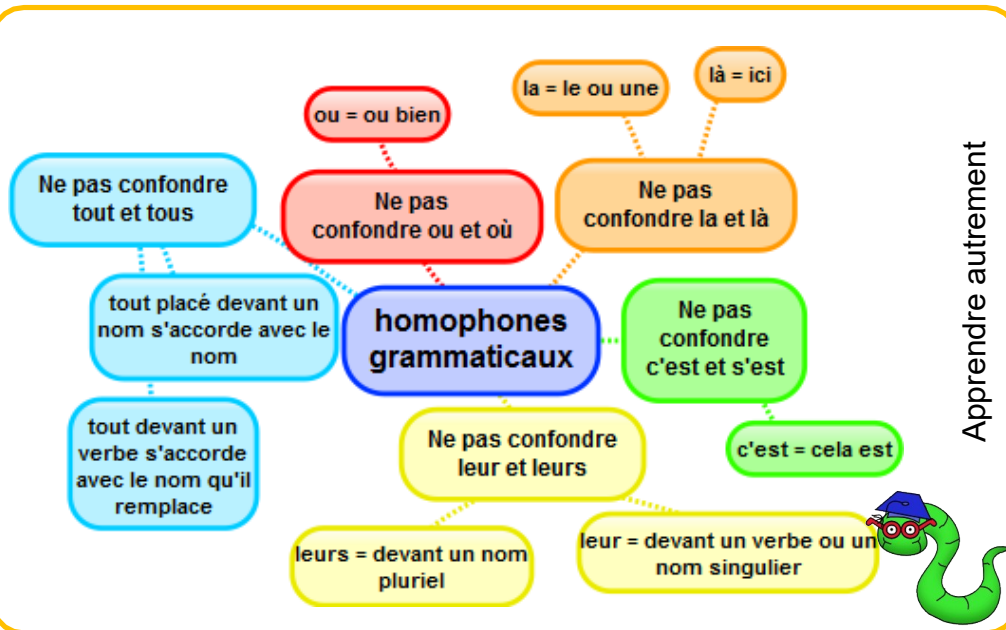 homophones
grammaticaux
Ne pas confondre
tout et tous
tout placé devant un
nom s'accorde avec le
nom
tout devant un
verbe s'accorde
avec le nom qu'il
remplace
Ne pas
confondre ou et où
ou = ou bien
Ne pas
confondre la et là
la = le ou une
là = ici
Ne pas
confondre
c'est et s'est
c'est = cela est
Ne pas confondre
leur et leurs
leurs = devant un nom
pluriel
leur = devant un verbe ou un
nom singulier
Apprendre autrement